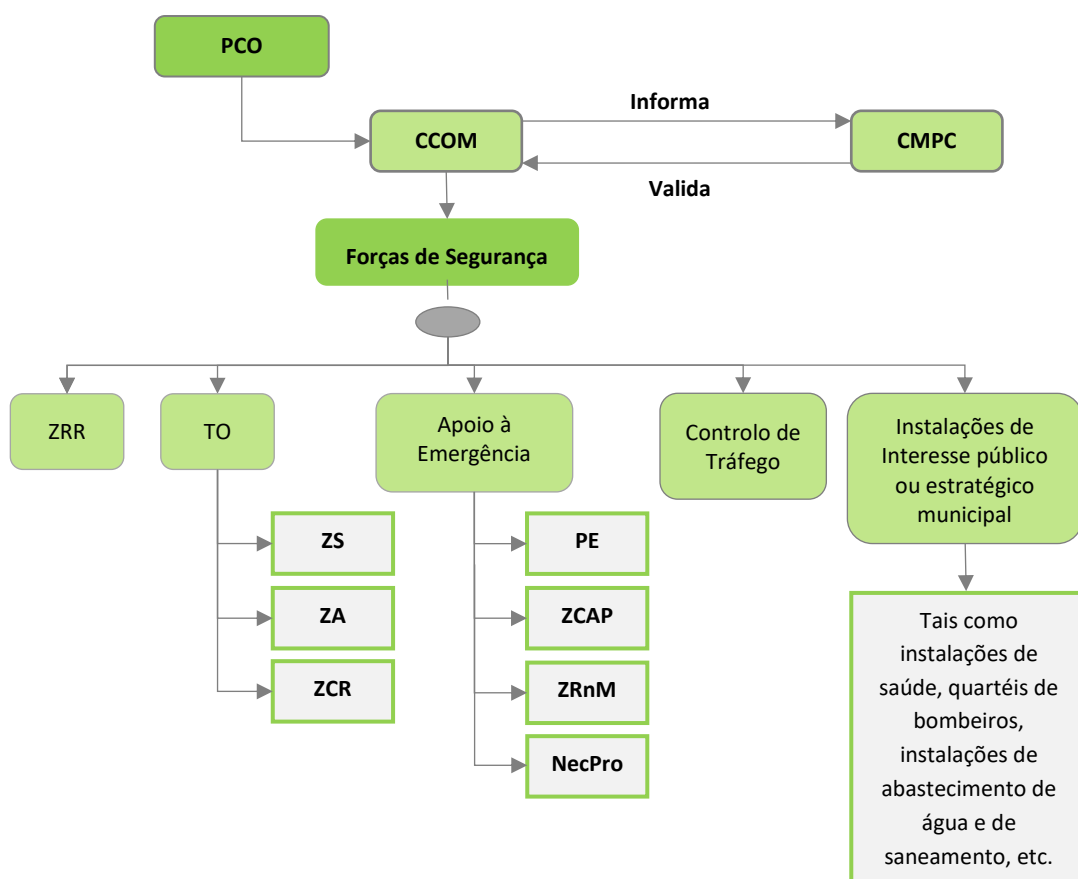 PCO
Informa
CCOM
CMPC
Valida
Forças de Segurança
ZRR
TO
Apoio à
Emergência
Controlo de
Tráfego
Instalações de
Interesse público
ou estratégico
municipal
ZS
ZA
ZCR
PE
ZCAP
ZRnM
NecPro
Tais como
instalações de
saúde, quartéis de
bombeiros,
instalações de
abastecimento de
água e de
saneamento, etc.